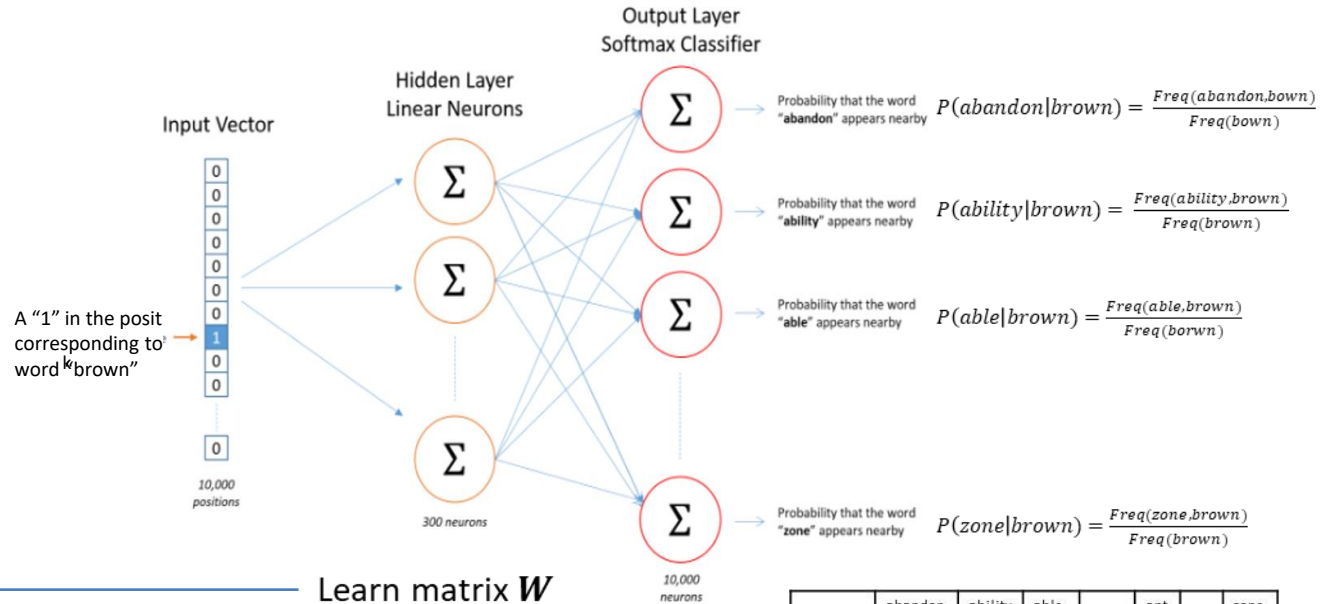 Output Layer
Softmax Classifier
Hidden Layer
Linear Neurons
Input Vector
0
0
0
0
0
0
0
1
0
0
0
10,000
positions
A “1” in the posit
corresponding to
word “brown”
Σ
Σ
Σ
300 neurons
Σ
Σ
Σ
Σ
10,000
neurons
Probability that the word
“abandon” appears nearby
P(abandon|brown) = Freq(abandon,bown) / Freq(bown)
Probability that the word
“ability” appears nearby
P(ability|brown) = Freq(ability,brown) / Freq(brown)
Probability that the word
“able” appears nearby
P(able|brown) = Freq(able,brown) / Freq(borwn)
Probability that the word
“zone” appears nearby
P(zone|brown) = Freq(zone,brown) / Freq(brown)
Learn matrix W